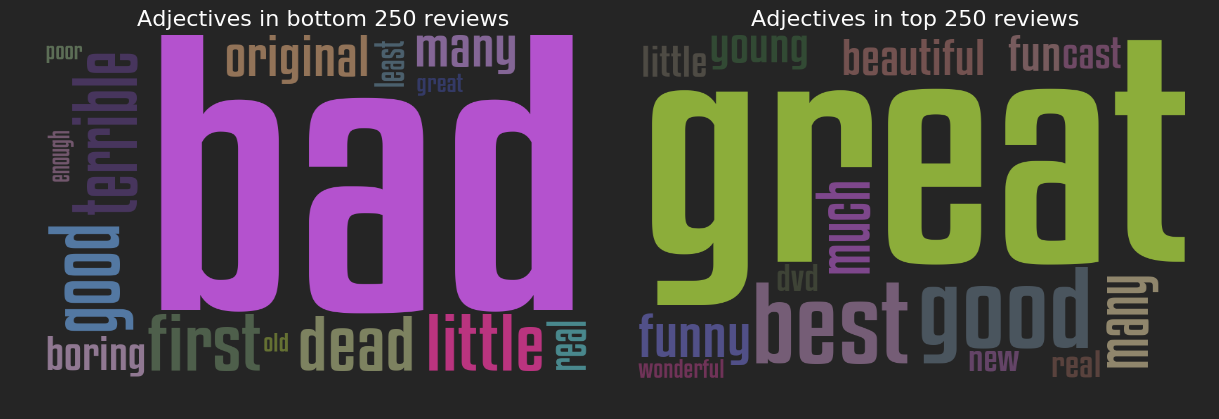 Adjectives in bottom 250 reviews
poor
original
least
many
great
terrible
bad
enough
good
boring
first
old
dead
little
real
Adjectives in top 250 reviews
little
young
beautiful
fun
cast
great
much
dvd
best
good
many
funny
wonderful
new
real